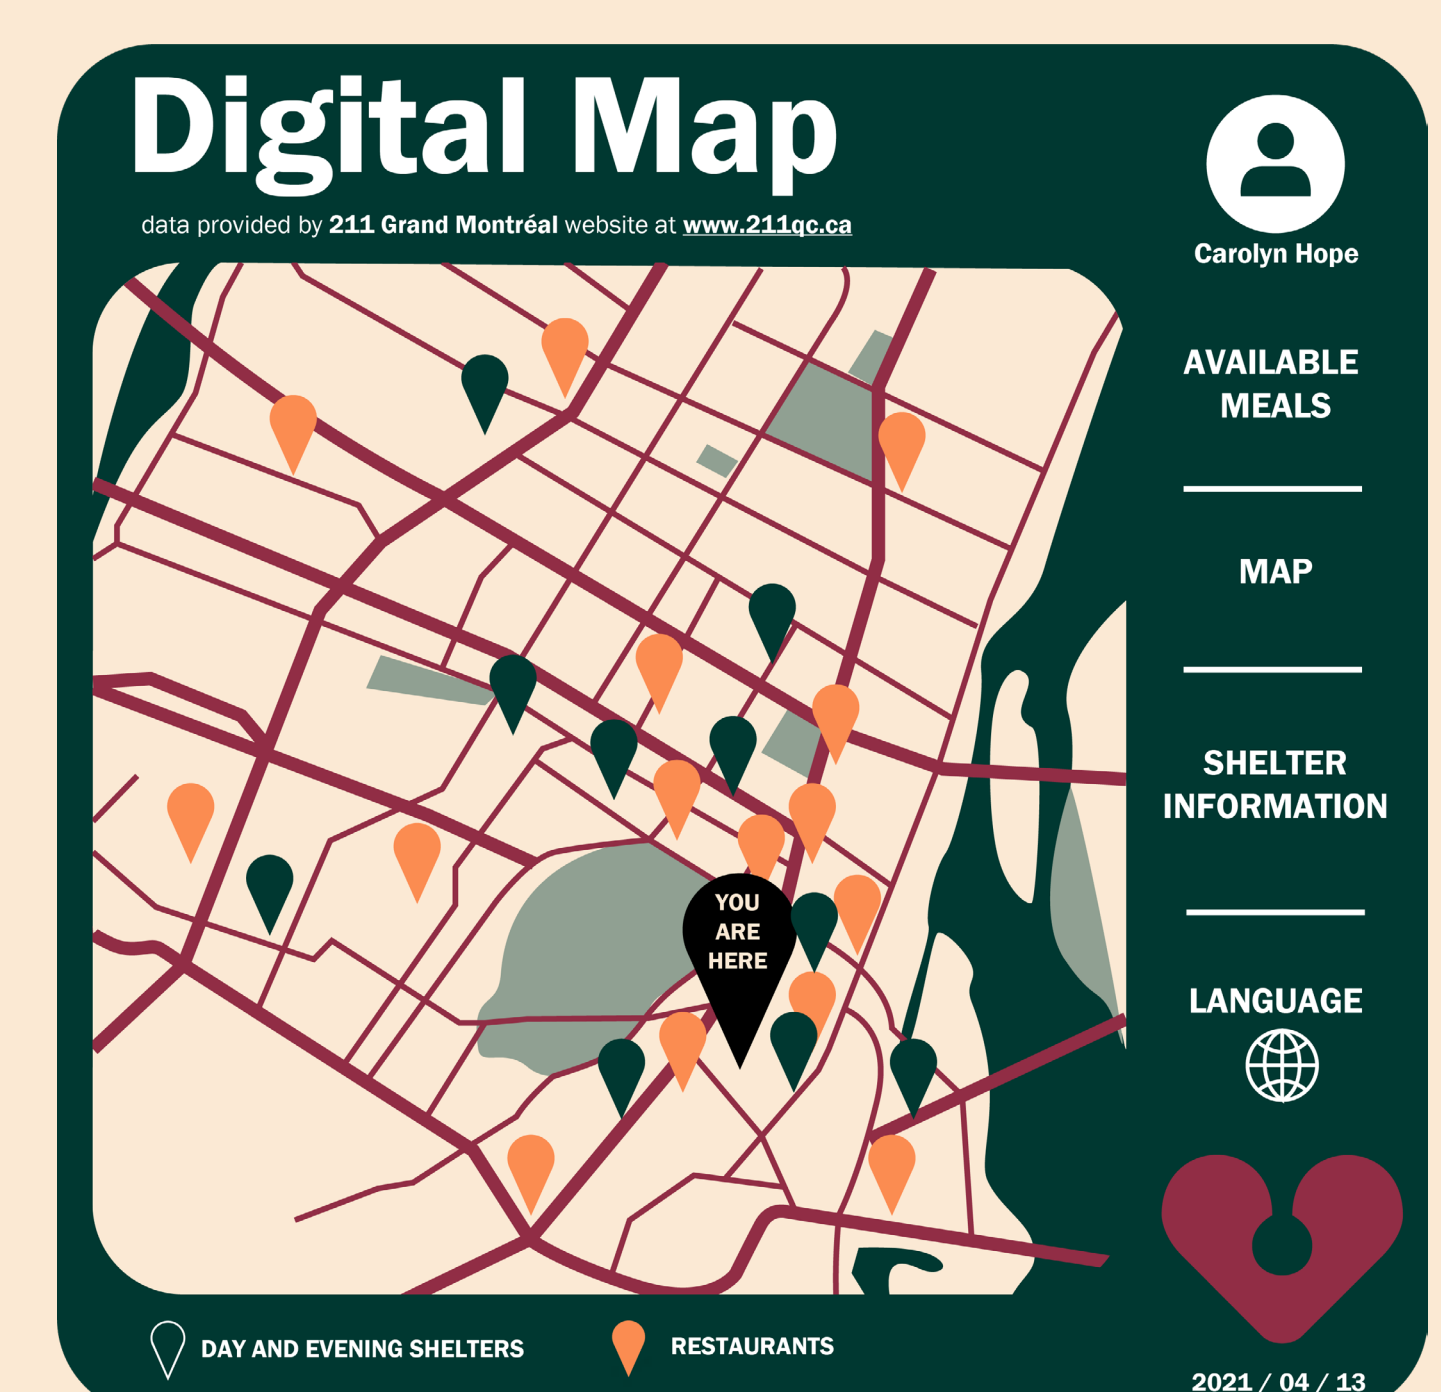 Digital Map
data provided by 211 Grand Montréal website at www.211qc.ca
Carolyn Hope
AVAILABLE
MEALS
MAP
SHELTER
INFORMATION
LANGUAGE
YOU
ARE
HERE
DAY AND EVENING SHELTERS
RESTAURANTS
2021 / 04 / 13